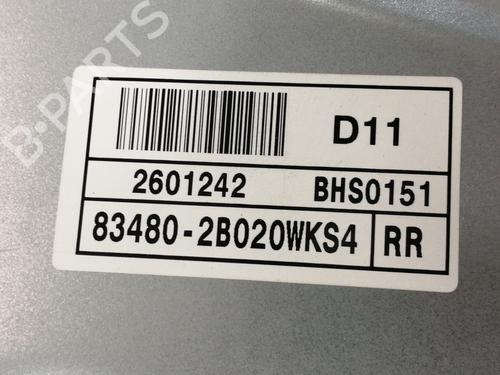 B-PARTS
D11
2601242 BHS0151
83480-2B020WKS4 RR